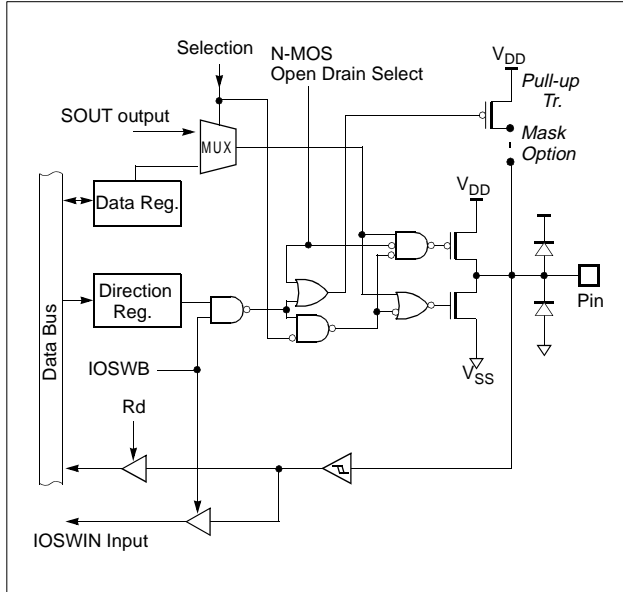 Selection
N-MOS
Open Drain Select
VDD
Pull-up
Tr.
SOUT output
MUX
Mask
Option
Data Reg.
VDD
Data Bus
Direction
Reg.
Pin
IOSWB
VSS
Rd
IOSWIN Input